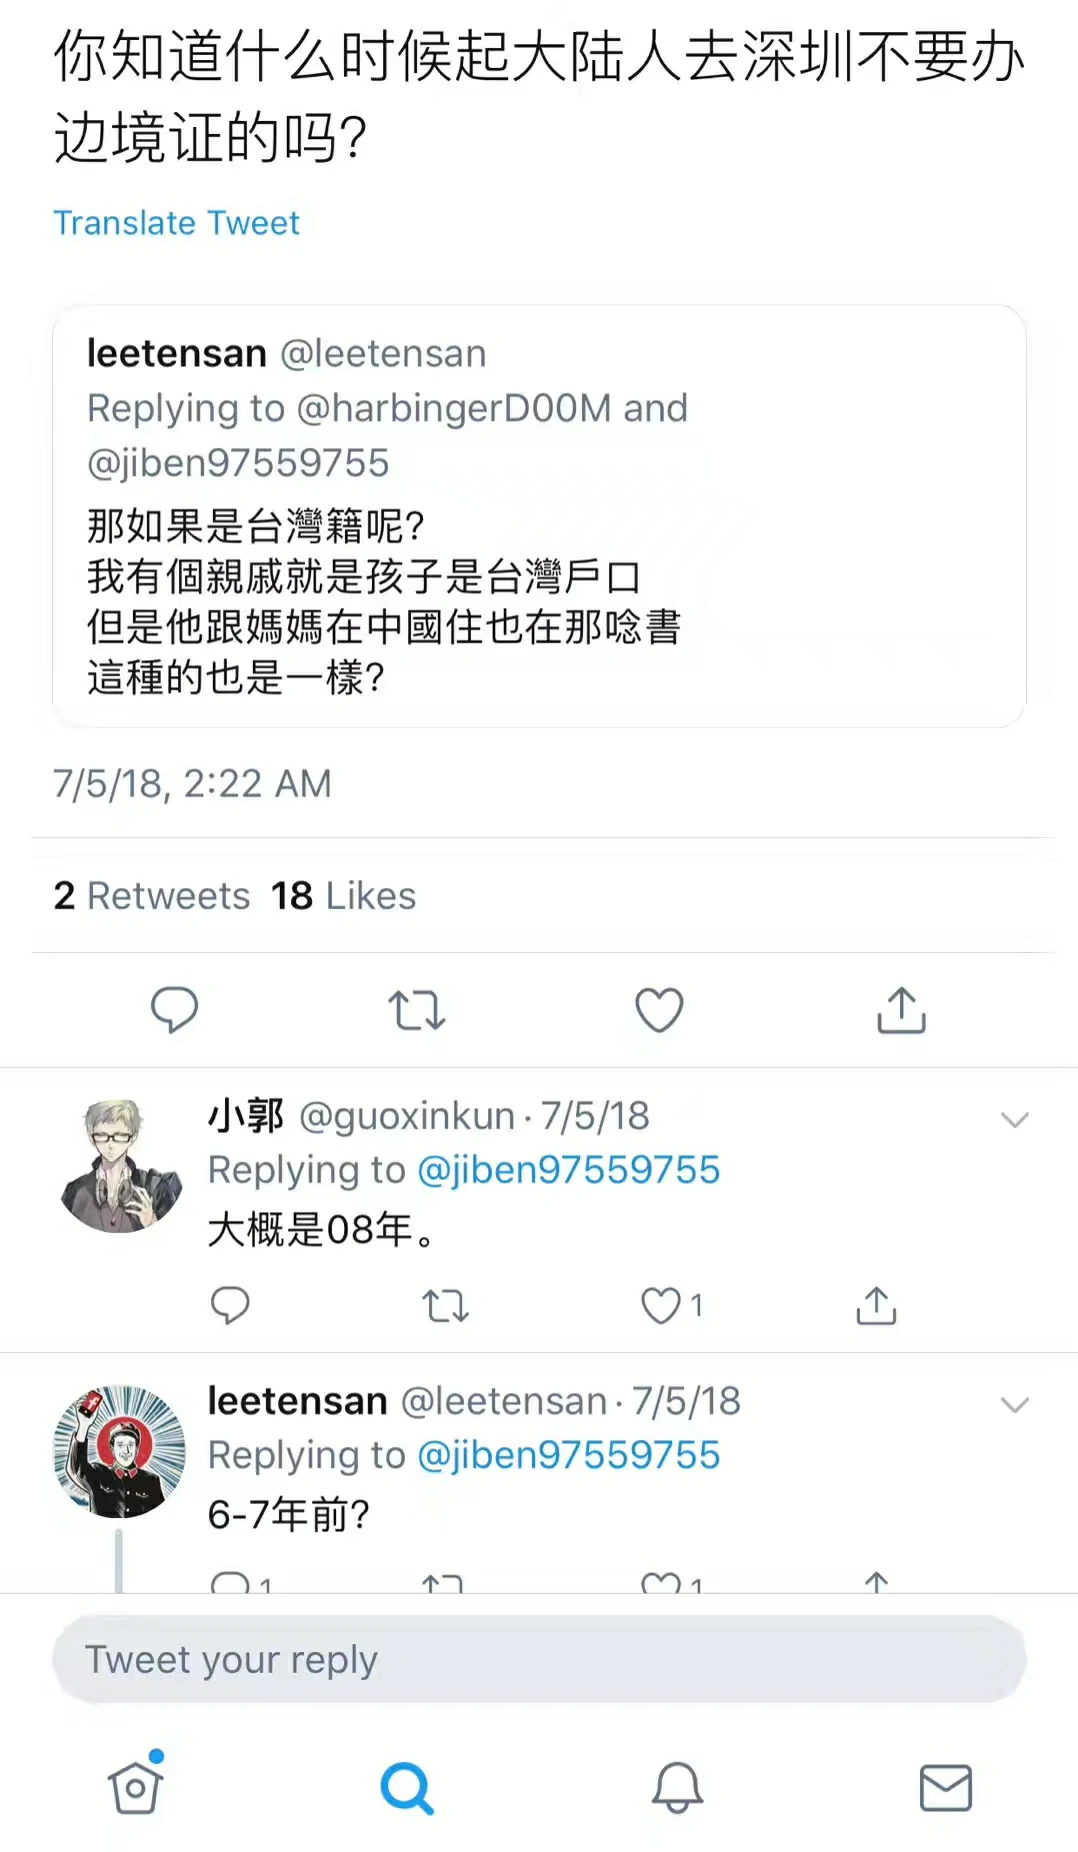 你知道什么时候起大陆人去深圳不要办
边境证的吗?
Translate Tweet
leetensan @leetensan
Replying to @harbingerD00M and
@jiben97559755
那如果是台灣籍呢?
我有個親戚就是孩子是台灣戶口
但是他跟媽媽在中國住也在那唸書
這種的也是一樣?
7/5/18, 2:22 AM
2 Retweets 18 Likes
小郭 @guoxinkun · 7/5/18
Replying to @jiben97559755
大概是08年。
1
leetensan @leetensan · 7/5/18
Replying to @jiben97559755
6-7年前?
1 1
Tweet your reply